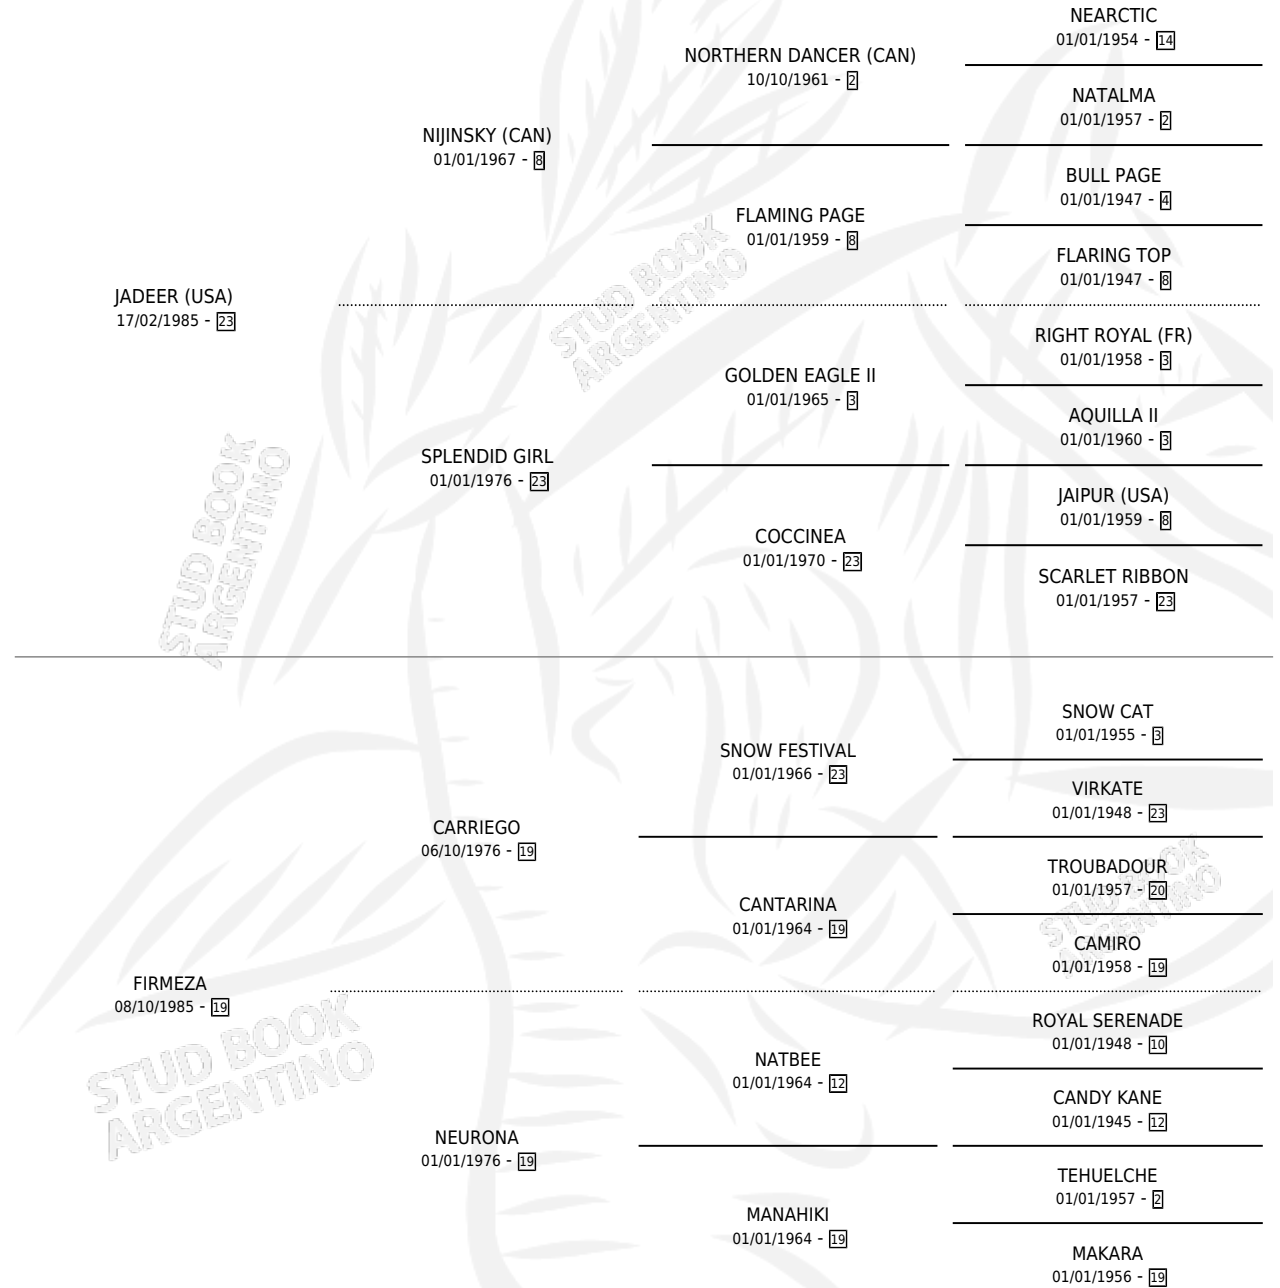 NEARCTIC
01/01/1954 - 14
NORTHERN DANCER (CAN)
10/10/1961 - 2
NATALMA
01/01/1957 - 2
NIJINSKY (CAN)
01/01/1967 - 8
BULL PAGE
01/01/1947 - 4
FLAMING PAGE
01/01/1959 - 8
FLARING TOP
01/01/1947 - 8
JADEER (USA)
17/02/1985 - 23
RIGHT ROYAL (FR)
01/01/1958 - 3
GOLDEN EAGLE II
01/01/1965 - 3
AQUILLA II
01/01/1960 - 3
SPLENDID GIRL
01/01/1976 - 23
JAIPUR (USA)
01/01/1959 - 8
COCCINEA
01/01/1970 - 23
SCARLET RIBBON
01/01/1957 - 23
STUD BOOK
ARGENTINO
STUD BOOK
ARGENTINO
SNOW CAT
01/01/1955 - 3
SNOW FESTIVAL
01/01/1966 - 23
VIRKATE
01/01/1948 - 23
CARRIEGO
06/10/1976 - 19
TROUBADOUR
01/01/1957 - 20
CANTARINA
01/01/1964 - 19
CAMIRO
01/01/1958 - 19
FIRMEZA
08/10/1985 - 19
ROYAL SERENADE
01/01/1948 - 10
NATBEE
01/01/1964 - 12
CANDY KANE
01/01/1945 - 12
NEURONA
01/01/1976 - 19
TEHUELCHE
01/01/1957 - 2
MANAHIKI
01/01/1964 - 19
MAKARA
01/01/1956 - 19
STUD BOOK
ARGENTINO
STUD BOOK
ARGENTINO